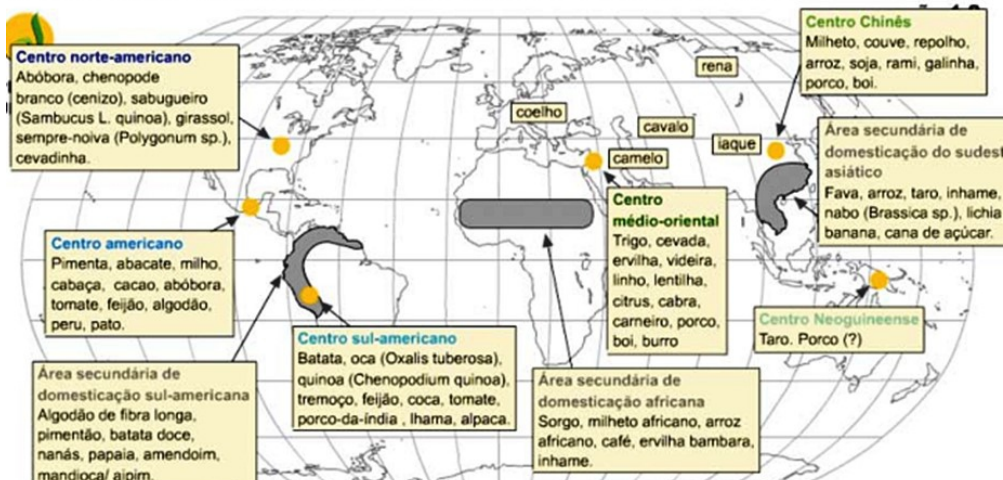 Centro norte-americano
Abóbora, chenopode
branco (cenizo), sabugueiro
(Sambucus L. quinoa), girassol,
sempre-noiva (Polygonum sp.),
cevadinha.
rena
coelho
cavalo
iaque
camelo
Centro Chinês
Milheto, couve, repolho,
arroz, soja, rami, galinha,
porco, boi.
Área secundária de
domesticação do sudest
asiático
Fava, arroz, taro, inhame,
nabo (Brassica sp.), lichia
banana, cana de açúcar.
Centro americano
Pimenta, abacate, milho,
cabaça, cacao, abóbora,
tomate, feijão, algodão,
peru, pato.
Centro
médio-oriental
Trigo, cevada,
ervilha, videira,
linho, lentilha,
citrus, cabra,
carneiro, porco,
boi, burro
Centro Neoguineense
Taro. Porco (?)
Centro sul-americano
Batata, oca (Oxalis tuberosa),
quinoa (Chenopodium quinoa),
tremoço, feijão, coca, tomate,
porco-da-índia , lhama, alpaca.
Área secundária de
domesticação sul-americana
Algodão de fibra longa,
pimentão, batata doce,
nanás, papaia, amendoim,
mandioca/ aipim.
Área secundária de
domesticação africana
Sorgo, milheto africano, arroz
africano, café, ervilha bambara,
inhame.